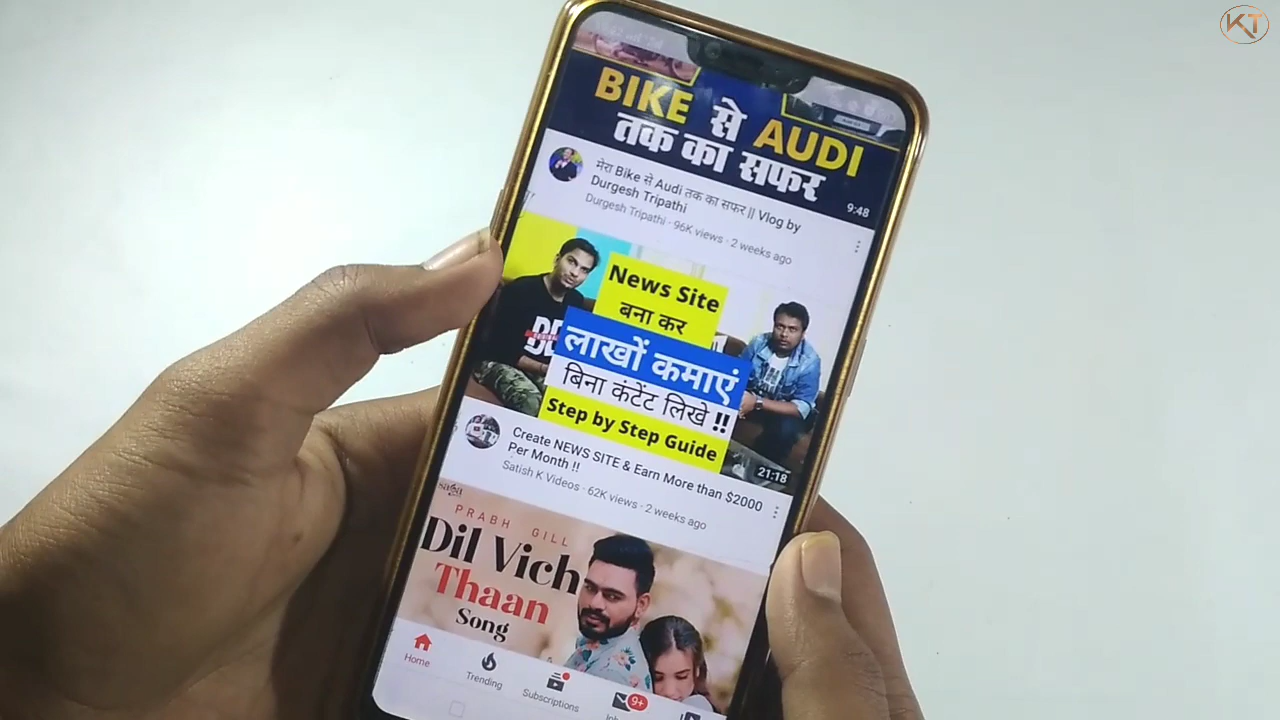 KT
BIKE से AUDI
तक का सफर
9:48
मेरा Bike से Audi तक का सफर || Vlog by
Durgesh Tripathi
Durgesh Tripathi · 96K views · 2 weeks ago
News Site
बना कर
लाखों कमाएं
बिना कंटेंट लिखे !!
Step by Step Guide
21:18
Create NEWS SITE & Earn More than $2000
Per Month !!
Satish K Videos · 62K views · 2 weeks ago
saga
PRABH GILL
Dil Vich
Thaan
Song
Home
Trending
Subscriptions
9+